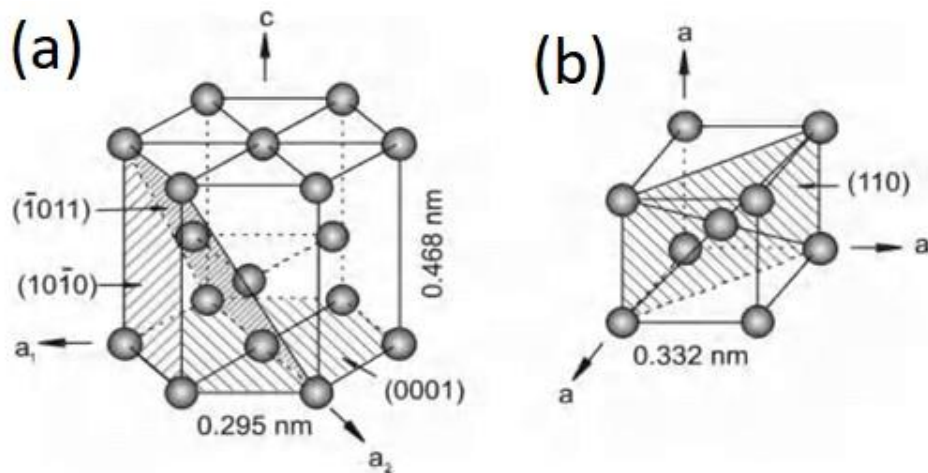 (a)
c
(1̄011)
(101̄0)
a₁
0.468 nm
(0001)
0.295 nm
a₂
(b)
a
(110)
a
0.332 nm
a